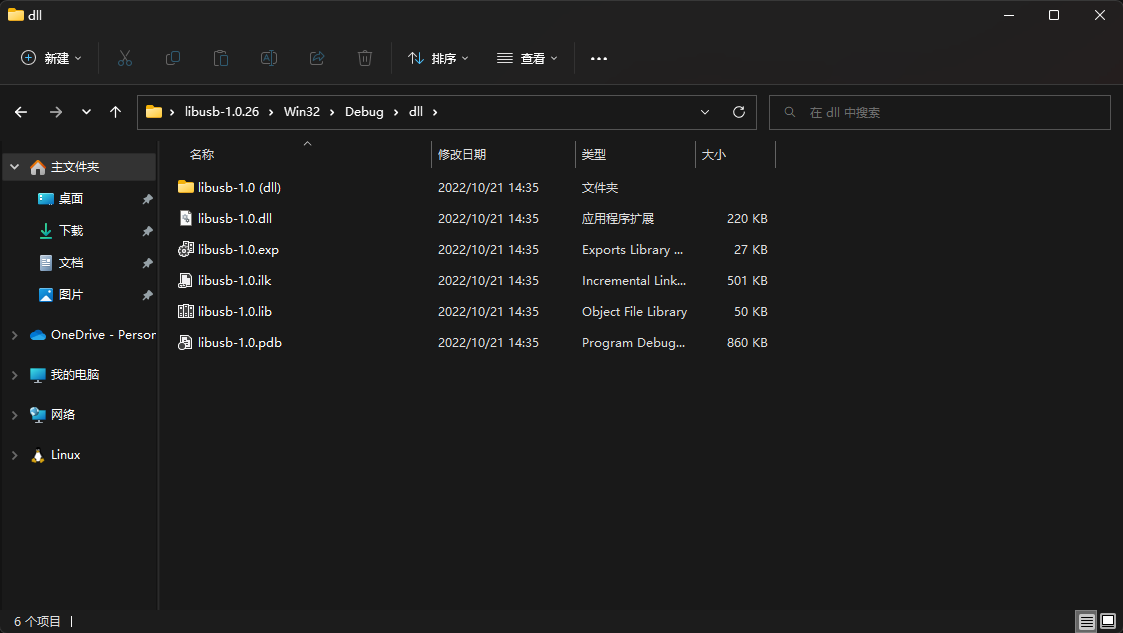 dll
新建 排序 查看
libusb-1.0.26 Win32 Debug dll 在 dll 中搜索
名称 修改日期 类型 大小
主文件夹
桌面
下载
文档
图片
OneDrive - Person
我的电脑
网络
Linux
libusb-1.0 (dll) 2022/10/21 14:35 文件夹
libusb-1.0.dll 2022/10/21 14:35 应用程序扩展 220 KB
libusb-1.0.exp 2022/10/21 14:35 Exports Library ... 27 KB
libusb-1.0.ilk 2022/10/21 14:35 Incremental Link... 501 KB
libusb-1.0.lib 2022/10/21 14:35 Object File Library 50 KB
libusb-1.0.pdb 2022/10/21 14:35 Program Debug... 860 KB
6 个项目